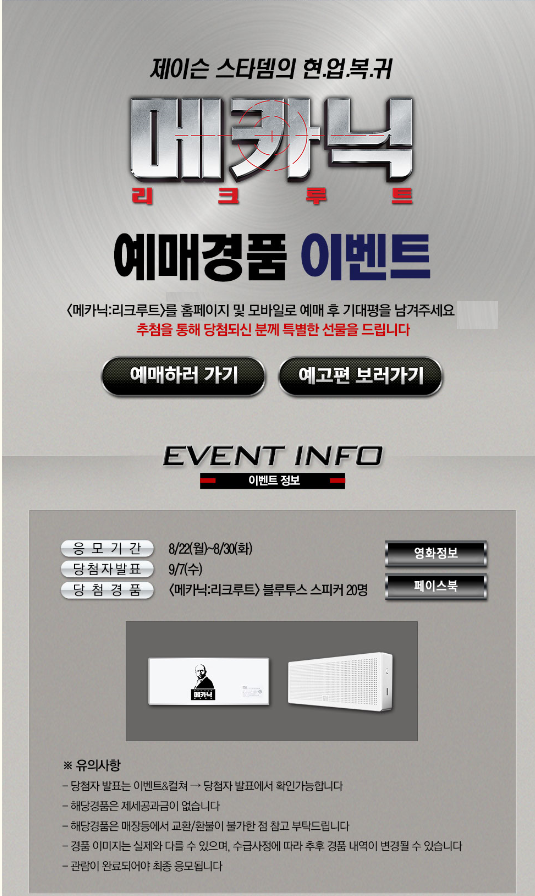 제이슨 스타뎀의 현.업.복.귀
메카닉
리크루트
예매경품 이벤트
<메카닉:리크루트>를 홈페이지 및 모바일로 예매 후 기대평을 남겨주세요
추첨을 통해 당첨되신 분께 특별한 선물을 드립니다
예매하러 가기
예고편 보러가기
EVENT INFO
이벤트 정보
응모기간 8/22(월)~8/30(화)
영화정보
당첨자발표 9/7(수)
당첨경품 <메카닉:리크루트> 블루투스 스피커 20명
페이스북
메카닉
※ 유의사항
- 당첨자 발표는 이벤트&컬쳐 → 당첨자 발표에서 확인가능합니다
- 해당경품은 제세공과금이 없습니다
- 해당경품은 매장등에서 교환/환불이 불가한 점 참고 부탁드립니다
- 경품 이미지는 실제와 다를 수 있으며, 수급사정에 따라 추후 경품 내역이 변경될 수 있습니다
- 관람이 완료되어야 최종 응모됩니다